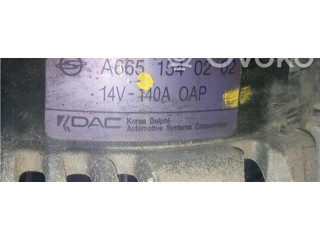 A665 154 02 02
14V-140A OAP
KDAC Korea Delphi
Automotive Systems Corporation